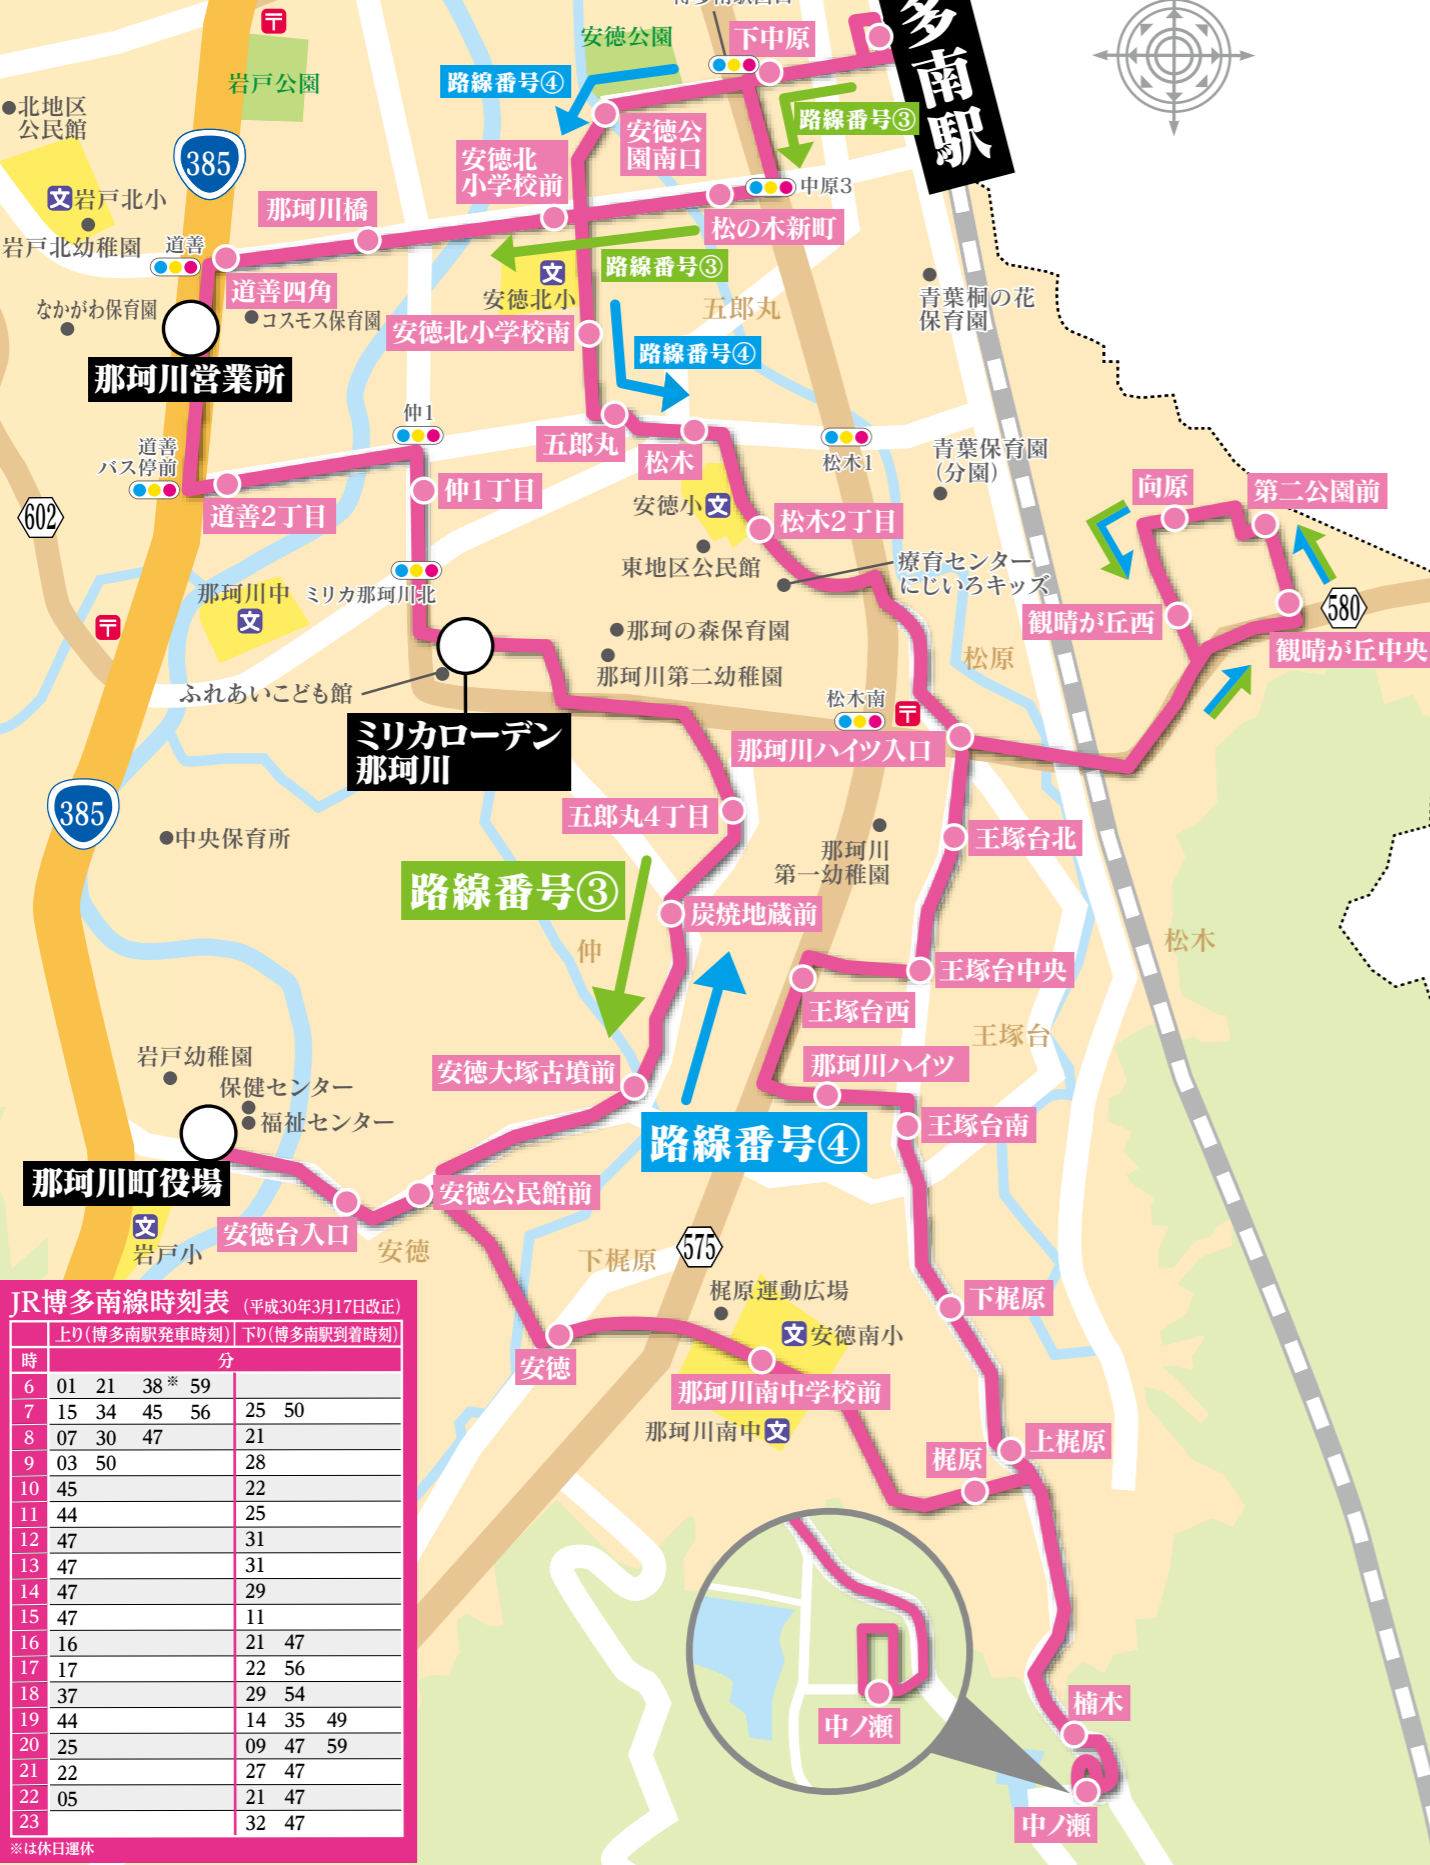 下中原
多南駅
安徳公園
路線番号④
岩戸公園
北地区
公民館
路線番号③
安徳公
園南口
385
安徳北
小学校前
中原3
岩戸北小
那珂川橋
松の木新町
岩戸北幼稚園
道善
路線番号③
道善四角
安徳北小
青葉桐の花
保育園
なかがわ保育園
コスモス保育園
五郎丸
安徳北小学校南
路線番号④
那珂川営業所
仲1
五郎丸
松木
松木1
道善
バス停前
青葉保育園
(分園)
仲1丁目
向原
第二公園前
602
道善2丁目
安徳小
松木2丁目
東地区公民館
療育センター
にじいろキッズ
那珂川中
ミリカ那珂川北
580
観晴が丘西
観晴が丘中央
那珂の森保育園
松原
那珂川第二幼稚園
ふれあいこども館
松木南
ミリカローデン
那珂川
那珂川ハイツ入口
385
五郎丸4丁目
中央保育所
王塚台北
那珂川
第一幼稚園
路線番号③
炭焼地蔵前
仲
松木
王塚台中央
王塚台西
王塚台
岩戸幼稚園
安徳大塚古墳前
那珂川ハイツ
保健センター
福祉センター
王塚台南
路線番号④
那珂川町役場
安徳公民館前
安徳台入口
安徳
岩戸小
下梶原
575
梶原運動広場
下梶原
安徳南小
安徳
那珂川南中学校前
那珂川南中
上梶原
梶原
中ノ瀬
楠木
中ノ瀬
JR博多南線時刻表 (平成30年3月17日改正)
上り(博多南駅発車時刻) 下り(博多南駅到着時刻)
時 分
6 01 21 38※ 59
7 15 34 45 56 25 50
8 07 30 47 21
9 03 50 28
10 45 22
11 44 25
12 47 31
13 47 31
14 47 29
15 47 11
16 16 21 47
17 17 22 56
18 37 29 54
19 44 14 35 49
20 25 09 47 59
21 22 27 47
22 05 21 47
23 32 47
※は休日運休